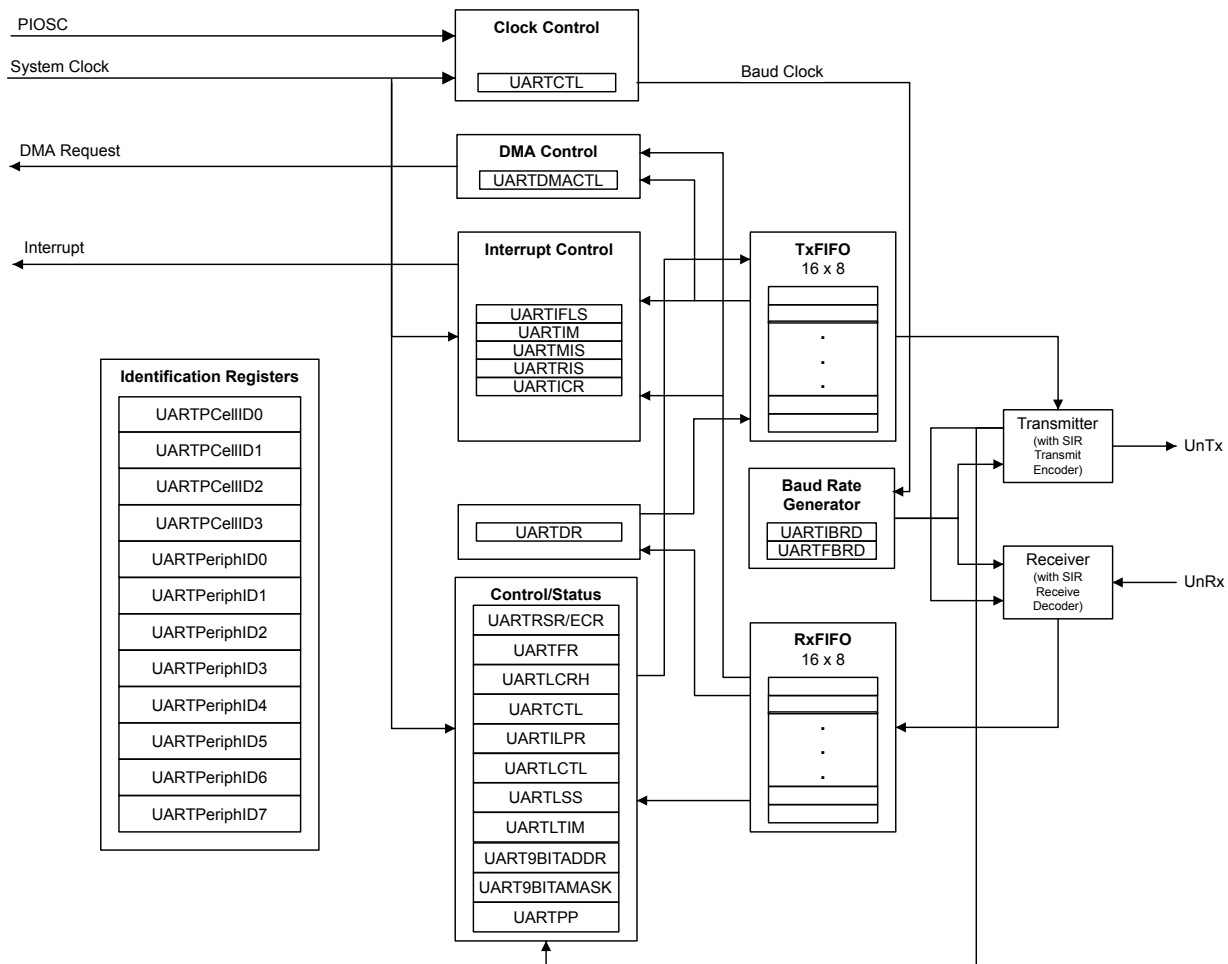 PIOSC
System Clock
Clock Control
UARTCTL
Baud Clock
DMA Request
DMA Control
UARTDMACTL
Interrupt
Interrupt Control
UARTIFLS
UARTIM
UARTMIS
UARTRIS
UARTICR
TxFIFO
16 x 8
.
.
.
Identification Registers
UARTPCellID0
UARTPCellID1
UARTPCellID2
UARTPCellID3
UARTPeriphID0
UARTPeriphID1
UARTPeriphID2
UARTPeriphID3
UARTPeriphID4
UARTPeriphID5
UARTPeriphID6
UARTPeriphID7
Transmitter
(with SIR
Transmit
Encoder)
UnTx
Baud Rate
Generator
UARTIBRD
UARTFBRD
UARTDR
Receiver
(with SIR
Receive
Decoder)
UnRx
Control/Status
UARTRSR/ECR
UARTFR
UARTLCRH
UARTCTL
UARTILPR
UARTLCTL
UARTLSS
UARTLTIM
UART9BITADDR
UART9BITAMASK
UARTPP
RxFIFO
16 x 8
.
.
.